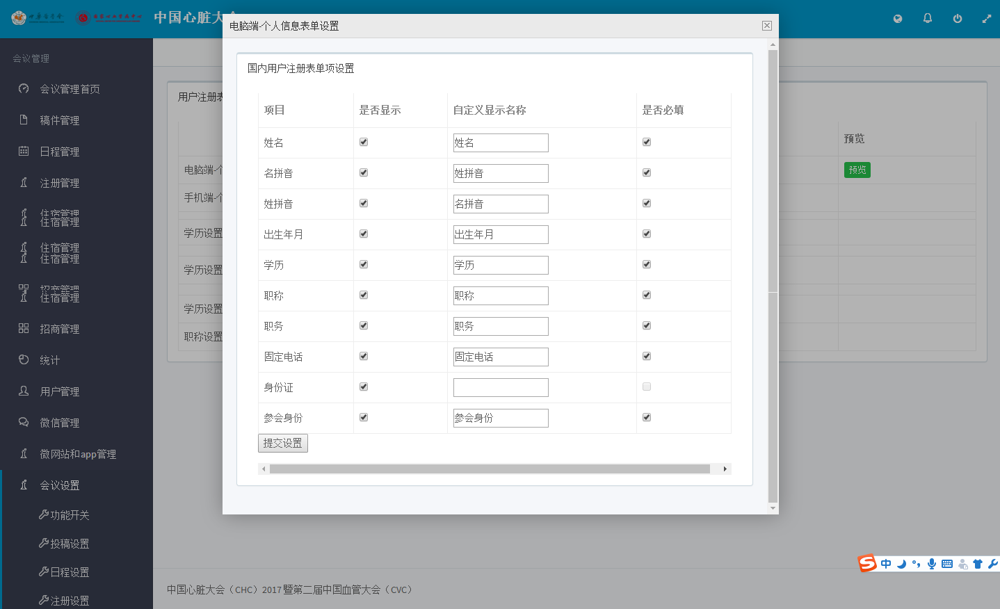 中国心脏大会
电脑端-个人信息表单设置
会议管理
会议管理首页
稿件管理
日程管理
注册管理
住宿管理
住宿管理
住宿管理
住宿管理
招商管理
住宿管理
招商管理
统计
用户管理
微信管理
微网站和app管理
会议设置
功能开关
投稿设置
日程设置
注册设置
用户注册表
预览
电脑端-个
预览
手机端-个
学历设置
学历设置
学历设置
职称设置
国内用户注册表单项设置
项目 是否显示 自定义显示名称 是否必填
姓名 姓名
名拼音 姓拼音
姓拼音 名拼音
出生年月 出生年月
学历 学历
职称 职称
职务 职务
固定电话 固定电话
身份证
参会身份 参会身份
提交设置
中
中国心脏大会（CHC）2017 暨第二届中国血管大会（CVC）